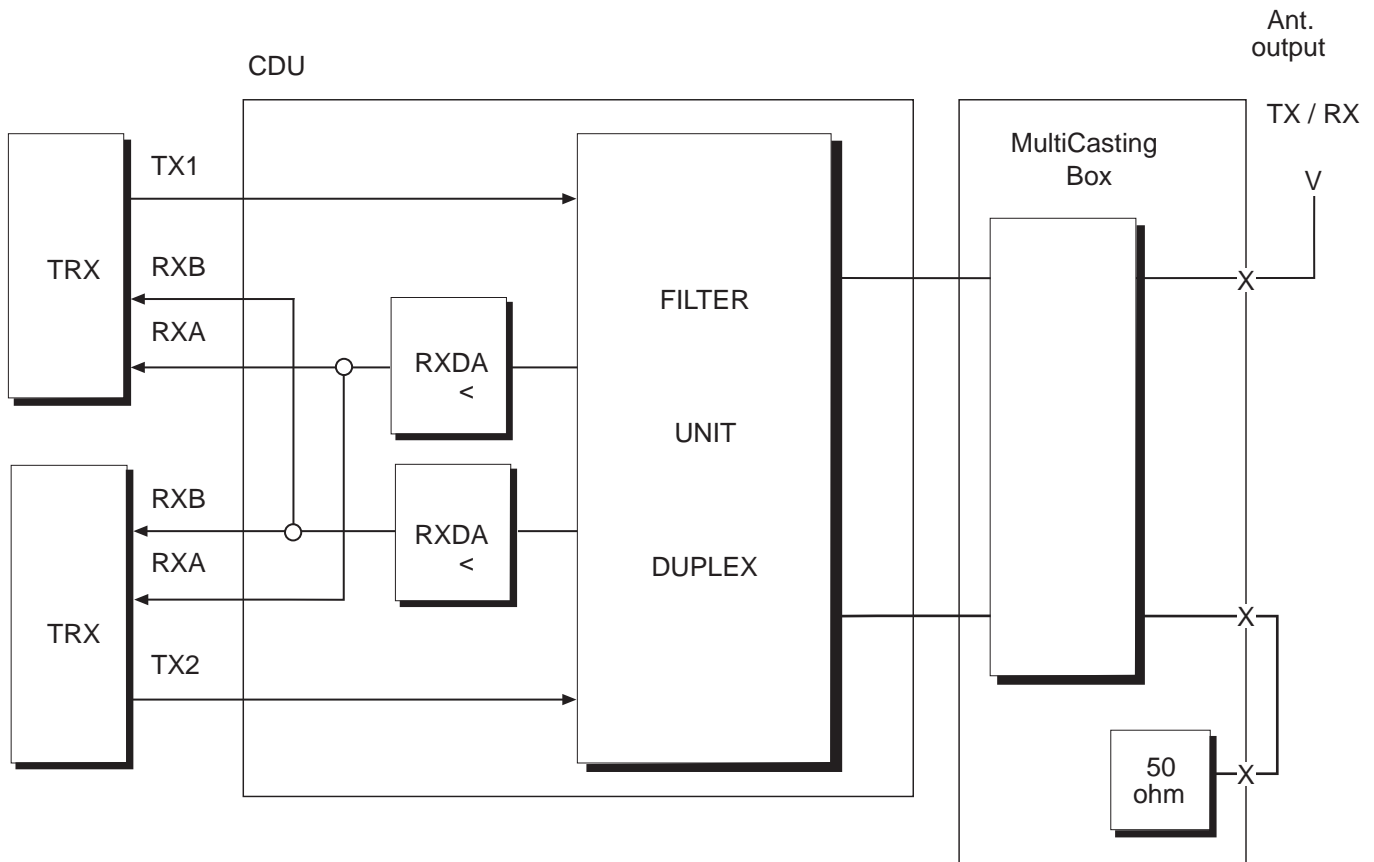 Ant.
output
CDU
TX / RX
TX1
MultiCasting
Box
V
TRX
RXB
FILTER
RXA
RXDA
<
UNIT
RXB
RXDA
<
RXA
DUPLEX
TRX
TX2
X
X
X
50
ohm